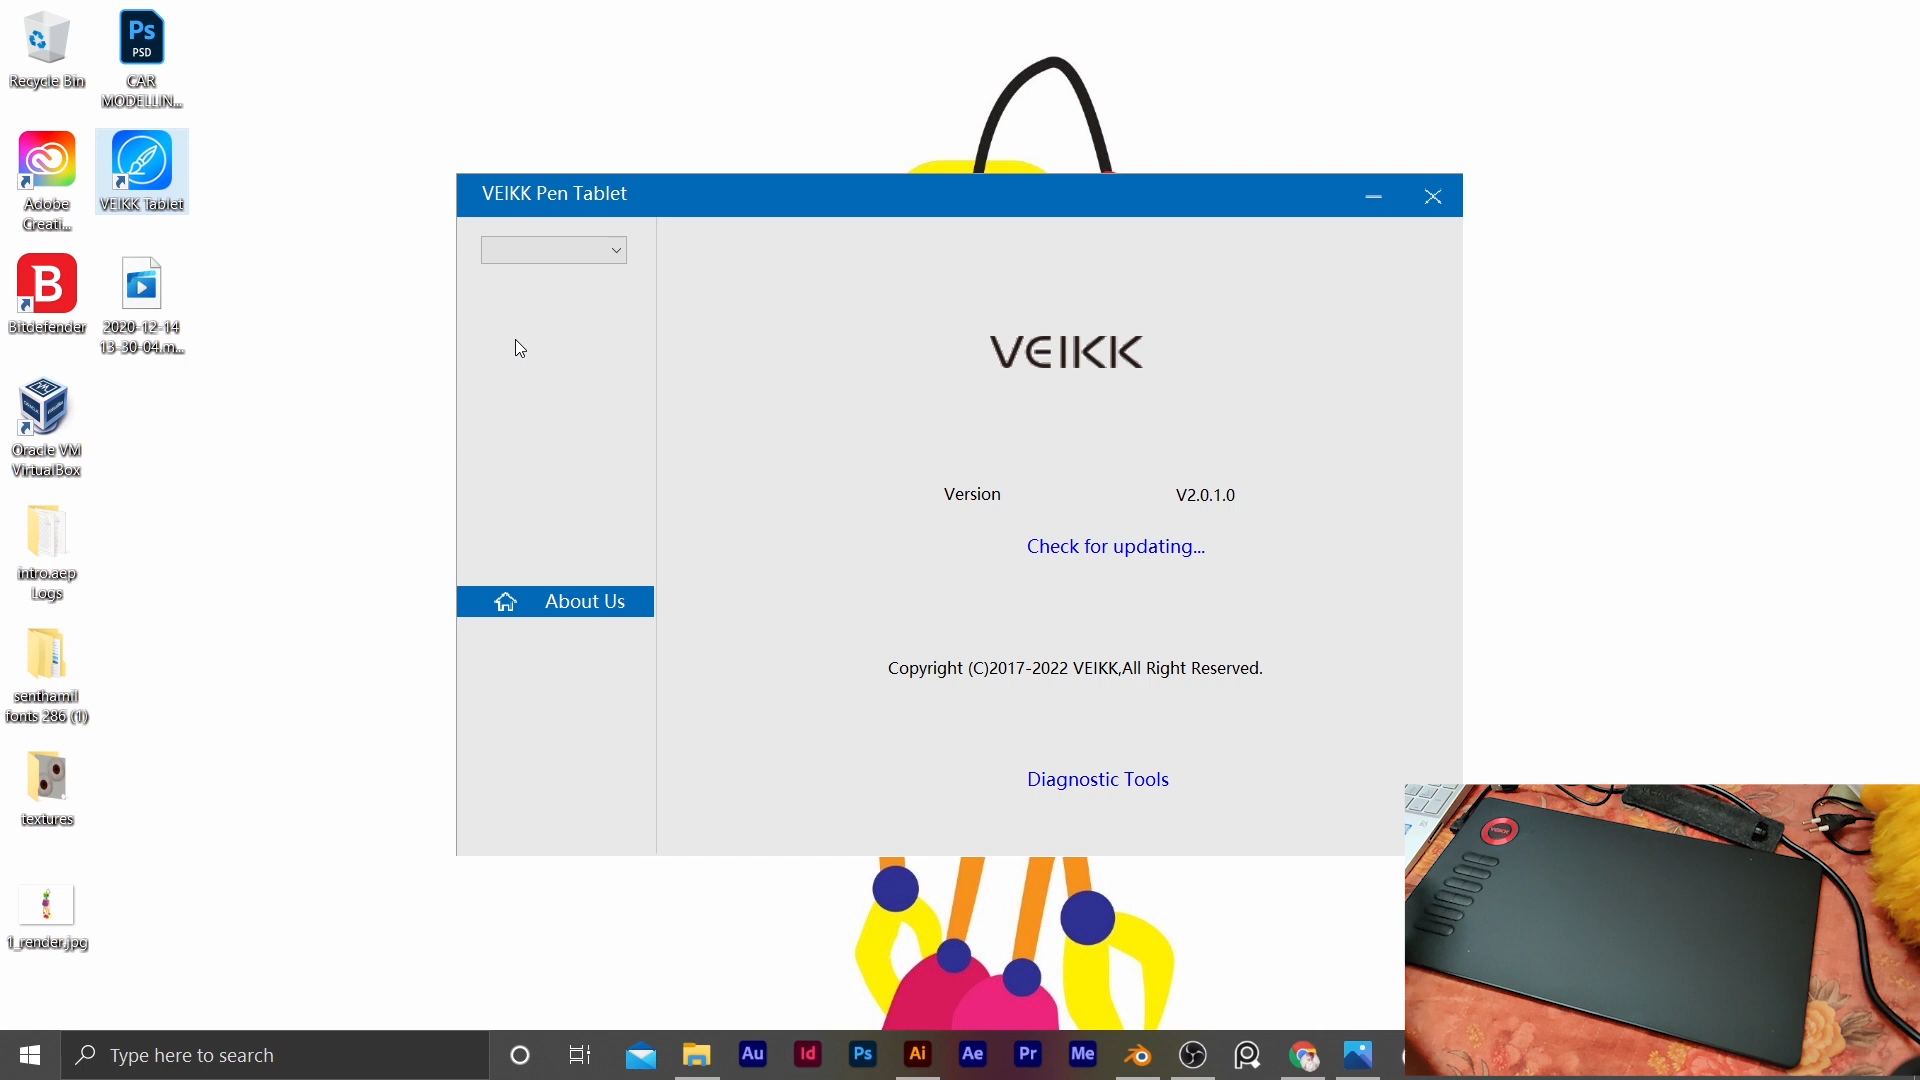 Recycle Bin
Ps
PSD
CAR
MODELLIN...
Adobe
Creati...
VEIKK Tablet
B
Bitdefender
2020-12-14
13-30-04.m...
Oracle VM
VirtualBox
intro.aep
Logs
senthamil
fonts 286 (1)
textures
1_render.jpg
VEIKK Pen Tablet
About Us
VEIKK
Version
V2.0.1.0
Check for updating...
Copyright (C)2017-2022 VEIKK,All Right Reserved.
Diagnostic Tools
VEIKK
Type here to search
Au
Id
Ps
Ai
Ae
Pr
Me